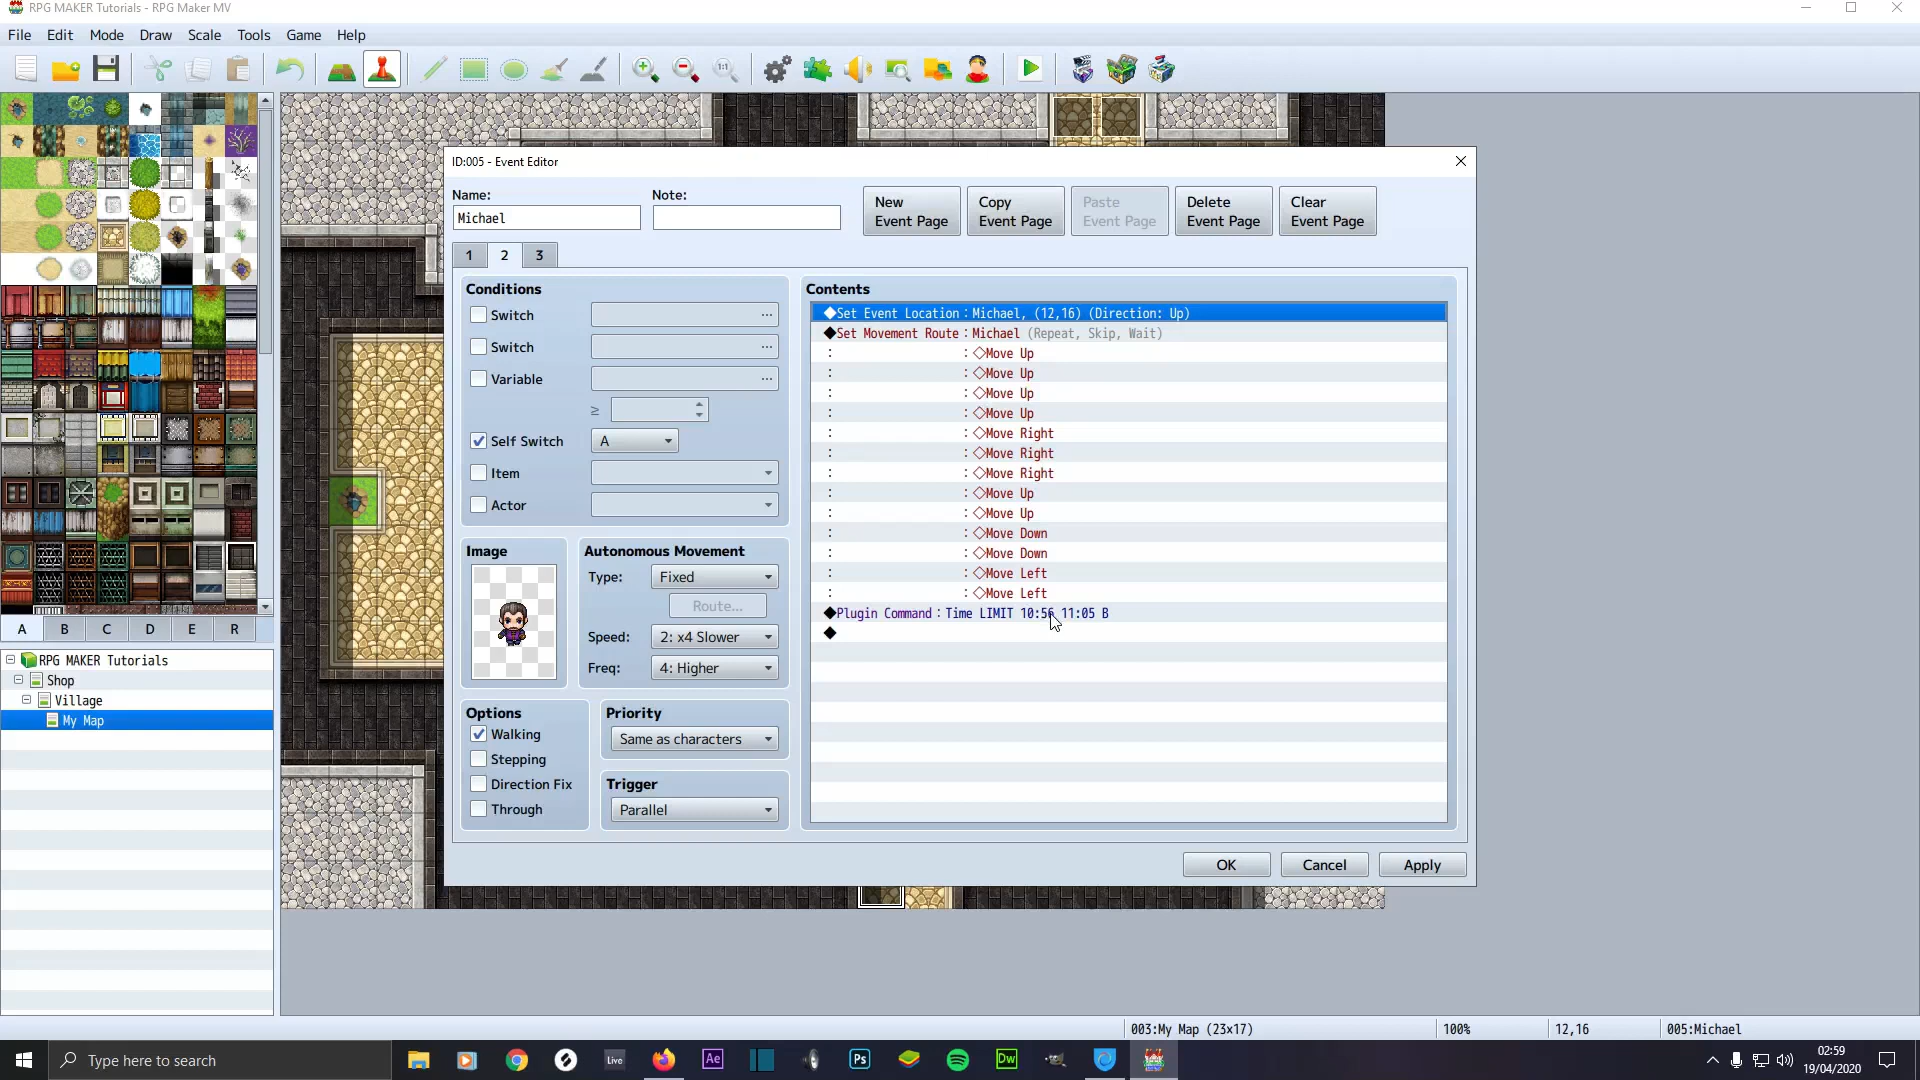 RPG MAKER Tutorials - RPG Maker MV
File Edit Mode Draw Scale Tools Game Help
1:1
ID:005 - Event Editor
Name:
Note:
Michael
New Event Page
Copy Event Page
Paste Event Page
Delete Event Page
Clear Event Page
1 2 3
Conditions
Switch
Switch
Variable
≥
Self Switch A
Item
Actor
Image
Autonomous Movement
Type: Fixed
Route...
Speed: 2: x4 Slower
Freq: 4: Higher
Options
Walking
Stepping
Direction Fix
Through
Priority
Same as characters
Trigger
Parallel
Contents
◆Set Event Location：Michael, (12,16) (Direction: Up)
◆Set Movement Route：Michael (Repeat, Skip, Wait)
：　：◇Move Up
：　：◇Move Up
：　：◇Move Up
：　：◇Move Up
：　：◇Move Right
：　：◇Move Right
：　：◇Move Right
：　：◇Move Up
：　：◇Move Up
：　：◇Move Down
：　：◇Move Down
：　：◇Move Left
：　：◇Move Left
◆Plugin Command：Time LIMIT 10:56 11:05 B
◆
OK Cancel Apply
A B C D E R
RPG MAKER Tutorials
Shop
Village
My Map
003:My Map (23x17) 100% 12,16 005:Michael
Type here to search
Live
Ae
Ps
Dw
02:59
19/04/2020